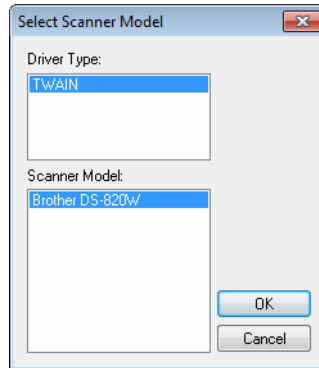 Select Scanner Model
Driver Type:
TWAIN
Scanner Model:
Brother DS-820W
OK
Cancel